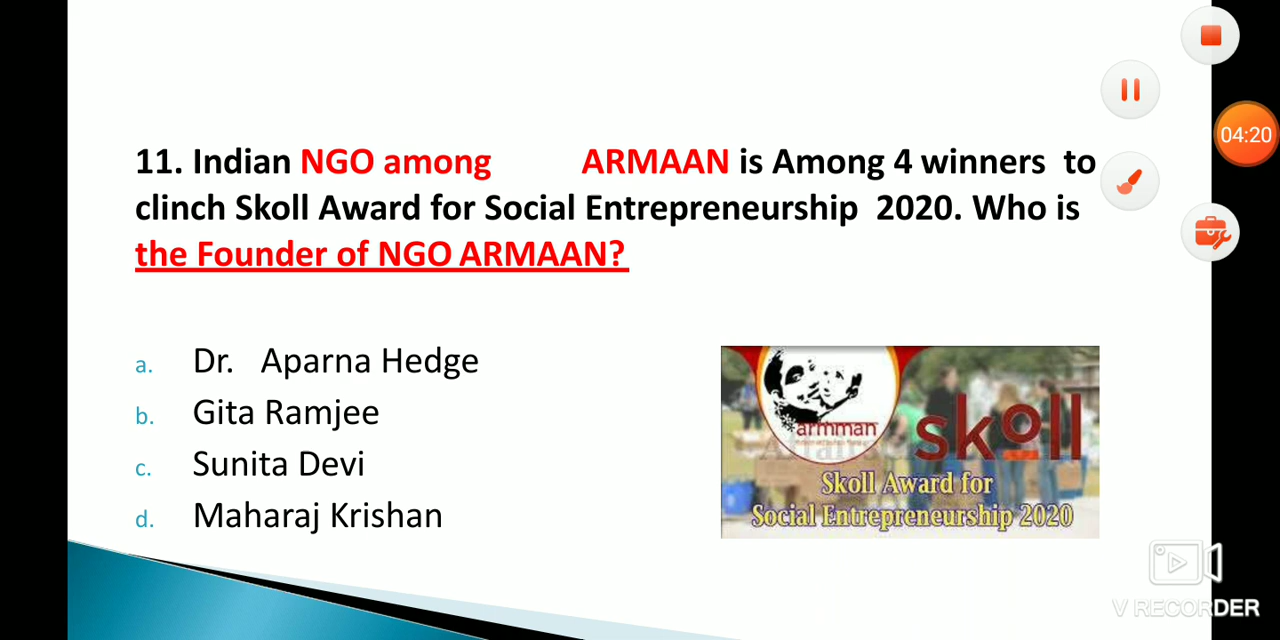 04:20
11. Indian NGO among ARMAAN is Among 4 winners to
clinch Skoll Award for Social Entrepreneurship 2020. Who is
the Founder of NGO ARMAAN?
a. Dr. Aparna Hedge
b. Gita Ramjee
c. Sunita Devi
d. Maharaj Krishan
armman
skoll
Skoll Award for
Social Entrepreneurship 2020
V RECORDER